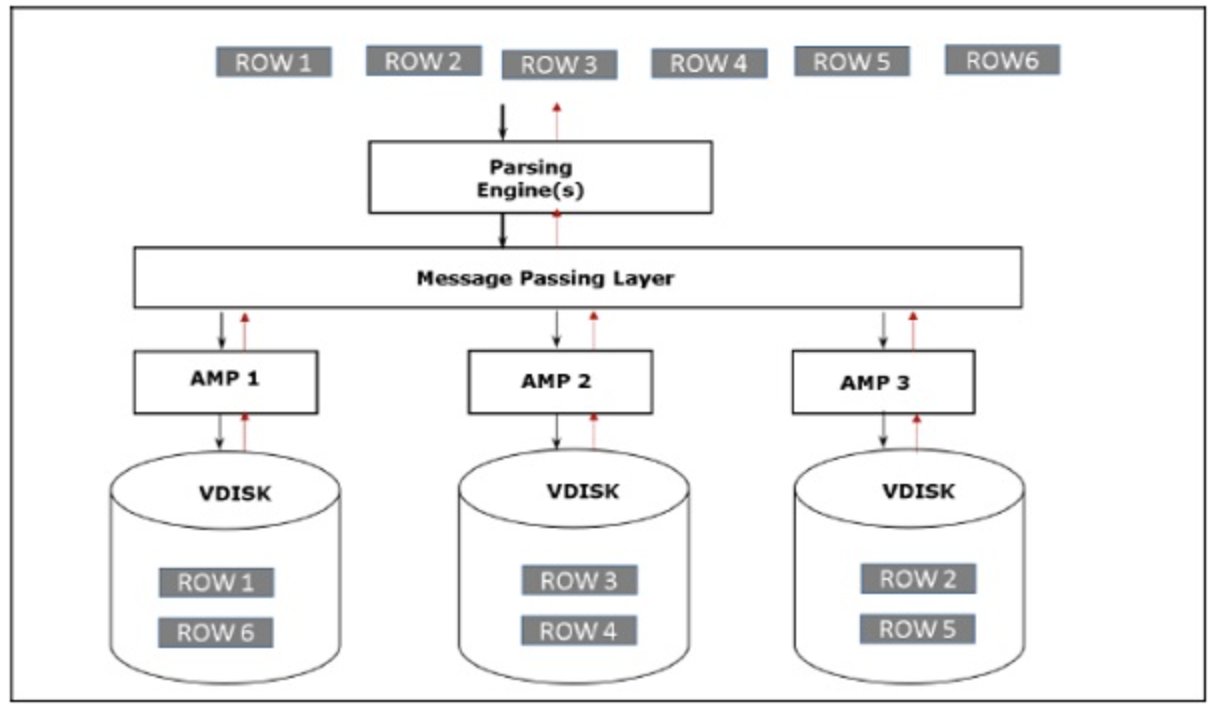 ROW 1 ROW 2 ROW 3 ROW 4 ROW 5 ROW6
Parsing
Engine(s)
Message Passing Layer
AMP 1 AMP 2 AMP 3
VDISK VDISK VDISK
ROW 1 ROW 3 ROW 2
ROW 6 ROW 4 ROW 5